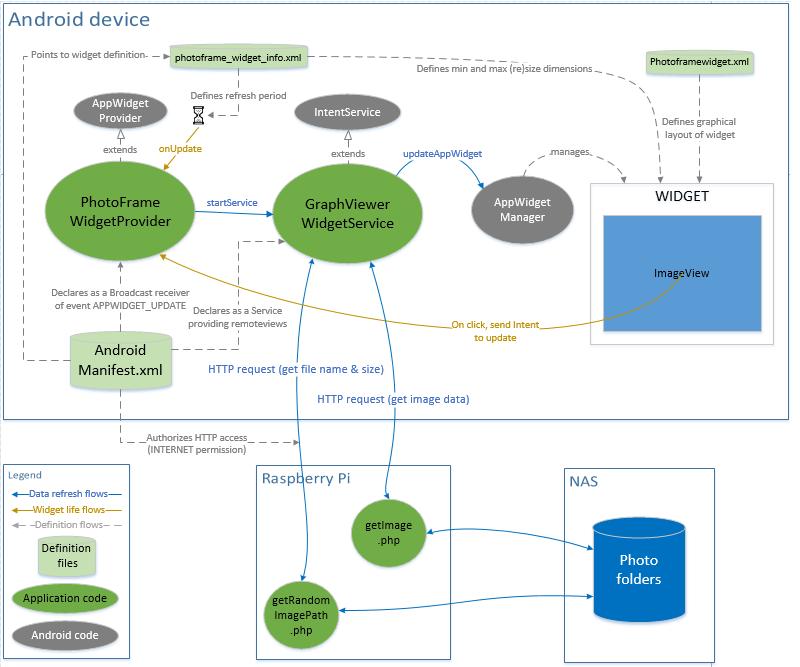 Android device
Points to widget definition
photoframe_widget_info.xml
Photoframewidget.xml
Defines min and max (re)size dimensions
Defines refresh period
AppWidget
Provider
IntentService
Defines graphical
layout of widget
extends
onUpdate
extends
updateAppWidget
manages
PhotoFrame
WidgetProvider
startService
GraphViewer
WidgetService
AppWidget
Manager
WIDGET
ImageView
Declares as a Broadcast receiver
of event APPWIDGET_UPDATE
Declares as a Service
providing remoteviews
On click, send Intent
to update
Android
Manifest.xml
HTTP request (get file name & size)
HTTP request (get image data)
Authorizes HTTP access
(INTERNET permission)
Legend
Data refresh flows
Widget life flows
Definition flows
Definition
files
Application code
Android code
Raspberry Pi
getImage
.php
getRandom
ImagePath
.php
NAS
Photo
folders